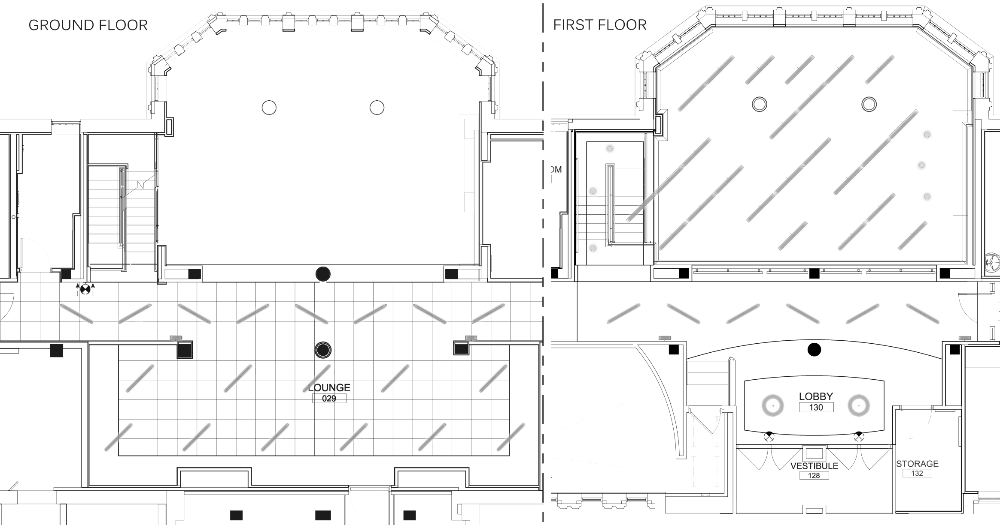 GROUND FLOOR
FIRST FLOOR
OM
LOUNGE
029
LOBBY
130
VESTIBULE
128
STORAGE
132